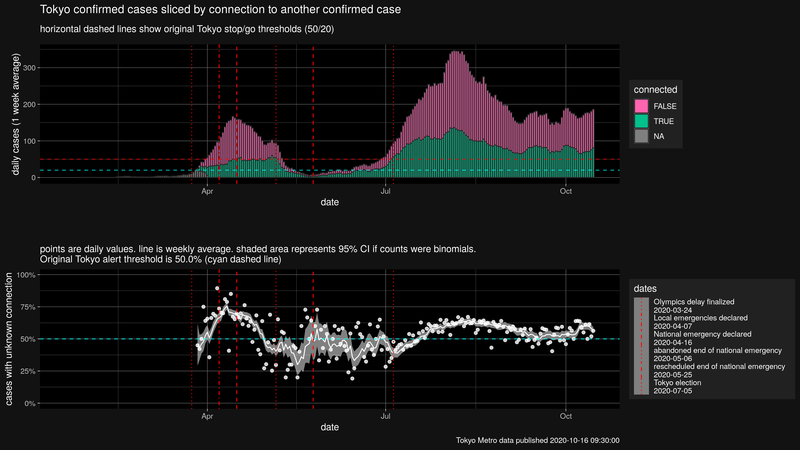 Tokyo confirmed cases sliced by connection to another confirmed case
horizontal dashed lines show original Tokyo stop/go thresholds (50/20)
daily cases (1 week average)
300
200
100
0
Apr
Jul
Oct
date
connected
FALSE
TRUE
NA
points are daily values. line is weekly average. shaded area represents 95% CI if counts were binomials.
Original Tokyo alert threshold is 50.0% (cyan dashed line)
cases with unknown connection
100%
75%
50%
25%
0%
Apr
Jul
Oct
date
dates
Olympics delay finalized
2020-03-24
Local emergencies declared
2020-04-07
National emergency declared
2020-04-16
abandoned end of national emergency
2020-05-06
rescheduled end of national emergency
2020-05-25
Tokyo election
2020-07-05
Tokyo Metro data published 2020-10-16 09:30:00